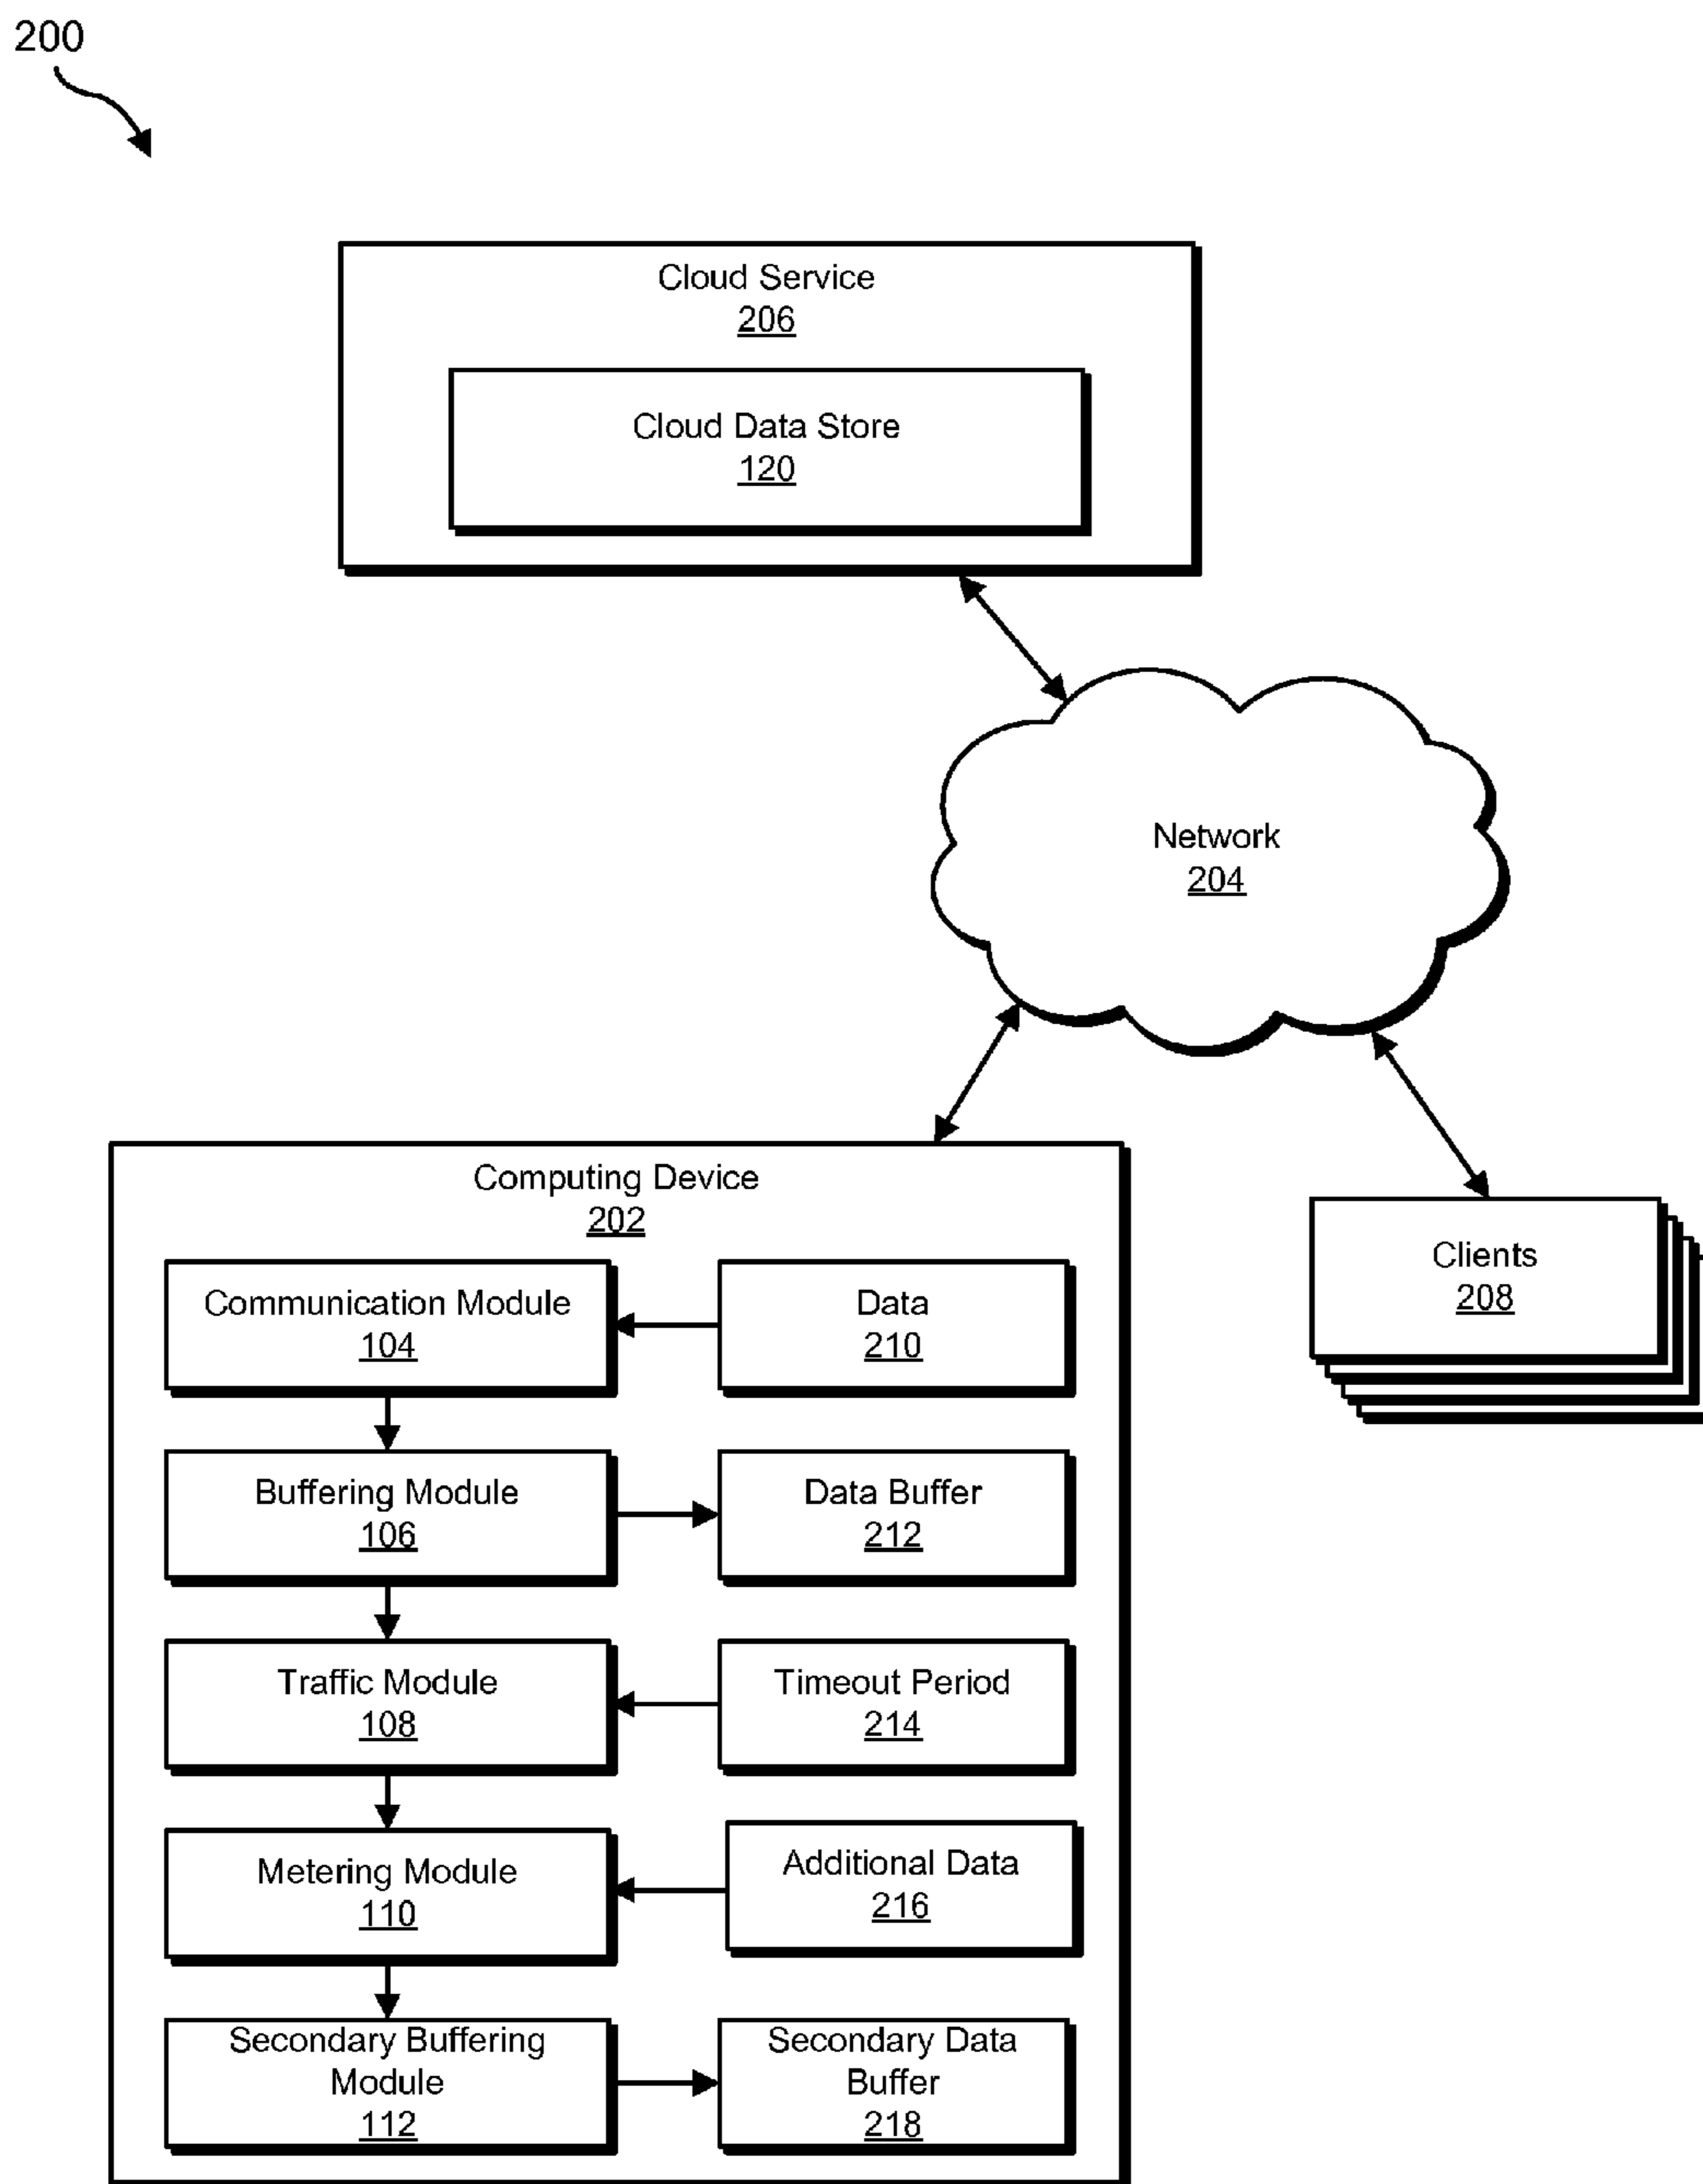 200
Cloud Service
206
Cloud Data Store
120
Network
204
Computing Device
202
Communication Module
104
Data
210
Clients
208
Buffering Module
106
Data Buffer
212
Traffic Module
108
Timeout Period
214
Metering Module
110
Additional Data
216
Secondary Buffering
Module
112
Secondary Data
Buffer
218